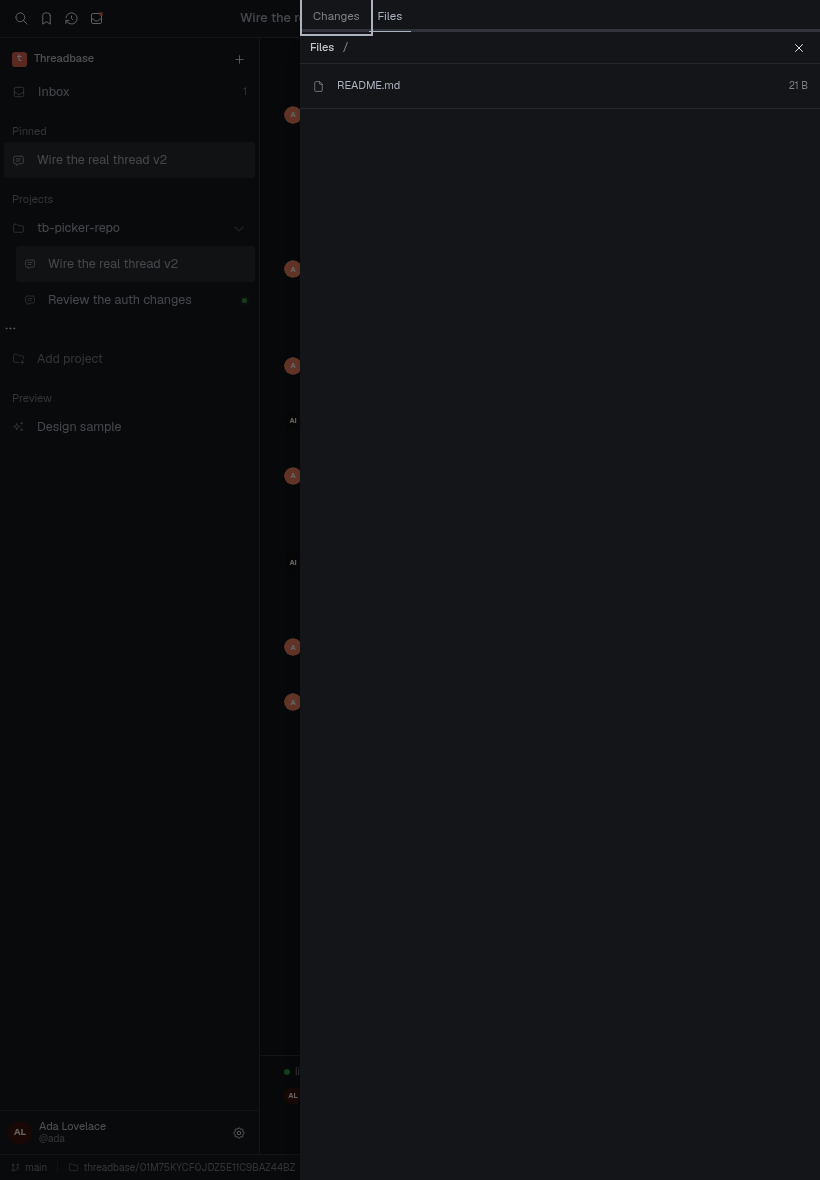 Wire the r
Changes
Files
Files /
t
Threadbase
Inbox
1
README.md
21 B
Pinned
Wire the real thread v2
Projects
tb-picker-repo
Wire the real thread v2
Review the auth changes
...
Add project
Preview
Design sample
A
A
A
AI
A
AI
A
A
li
AL
AL
Ada Lovelace
@ada
main
threadbase/01M75KYCF0JDZ5E11C9BAZ44BZ